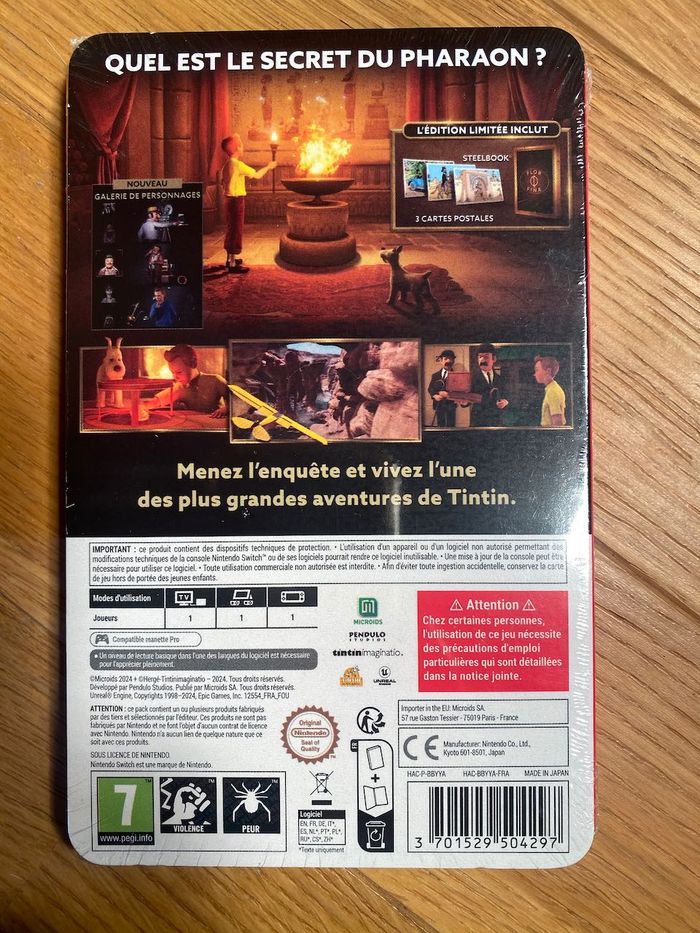 QUEL EST LE SECRET DU PHARAON ?
L'ÉDITION LIMITÉE INCLUT
STEELBOOK®
FLOR
FINA
3 CARTES POSTALES
NOUVEAU
GALERIE DE PERSONNAGES
Menez l'enquête et vivez l'une
des plus grandes aventures de Tintin.
IMPORTANT : ce produit contient des dispositifs techniques de protection. • L'utilisation d'un appareil ou d'un logiciel non autorisé permettant des
modifications techniques de la console Nintendo Switch™ ou de ses logiciels pourrait rendre ce logiciel inutilisable. • Une mise à jour de la console peut être
nécessaire pour utiliser ce logiciel. • Toute utilisation commerciale non autorisée est interdite. • Afin d'éviter toute ingestion accidentelle, conservez la carte
de jeu hors de portée des jeunes enfants.
Modes d'utilisation
TV
Joueurs 1 1 1
Compatible manette Pro
• Un niveau de lecture basique dans l'une des langues du logiciel est nécessaire
pour l'apprécier pleinement.
©Microids 2024 + ©Hergé-Tintinimaginatio – 2024. Tous droits réservés.
Développé par Pendulo Studios. Publié par Microids SA. Tous droits réservés.
Unreal® Engine, Copyrights 1998–2024, Epic Games, Inc. 12554_FRA_FOU
ATTENTION : ce pack contient un ou plusieurs produits fabriqués
par des tiers et sélectionnés par l'éditeur. Ces produits ne sont pas
fabriqués par Nintendo et ne font l'objet d'aucun contrat de licence
avec Nintendo. Nintendo n'a aucun lien de quelque nature que ce
soit avec ces produits.
SOUS LICENCE DE NINTENDO.
Nintendo Switch est une marque de Nintendo.
MICROIDS
PENDULO
STUDIOS
tintinimaginatio.
UNREAL
ENGINE
Attention
Chez certaines personnes,
l'utilisation de ce jeu nécessite
des précautions d'emploi
particulières qui sont détaillées
dans la notice jointe.
Importer in the EU: Microids SA.
57 rue Gaston Tessier - 75019 Paris - France
CE
Manufacturer: Nintendo Co., Ltd.,
Kyoto 601-8501, Japan
HAC-P-BBYYA HAC-BBYYA-FRA MADE IN JAPAN
Original
Nintendo
Seal of
Quality
FR
+
7
www.pegi.info
VIOLENCE
PEUR
Logiciel
EN, FR, DE, IT*,
ES, NL*, PT*, PL*,
RU*, CS*, ZH*
*Texte uniquement
3 701529 504297